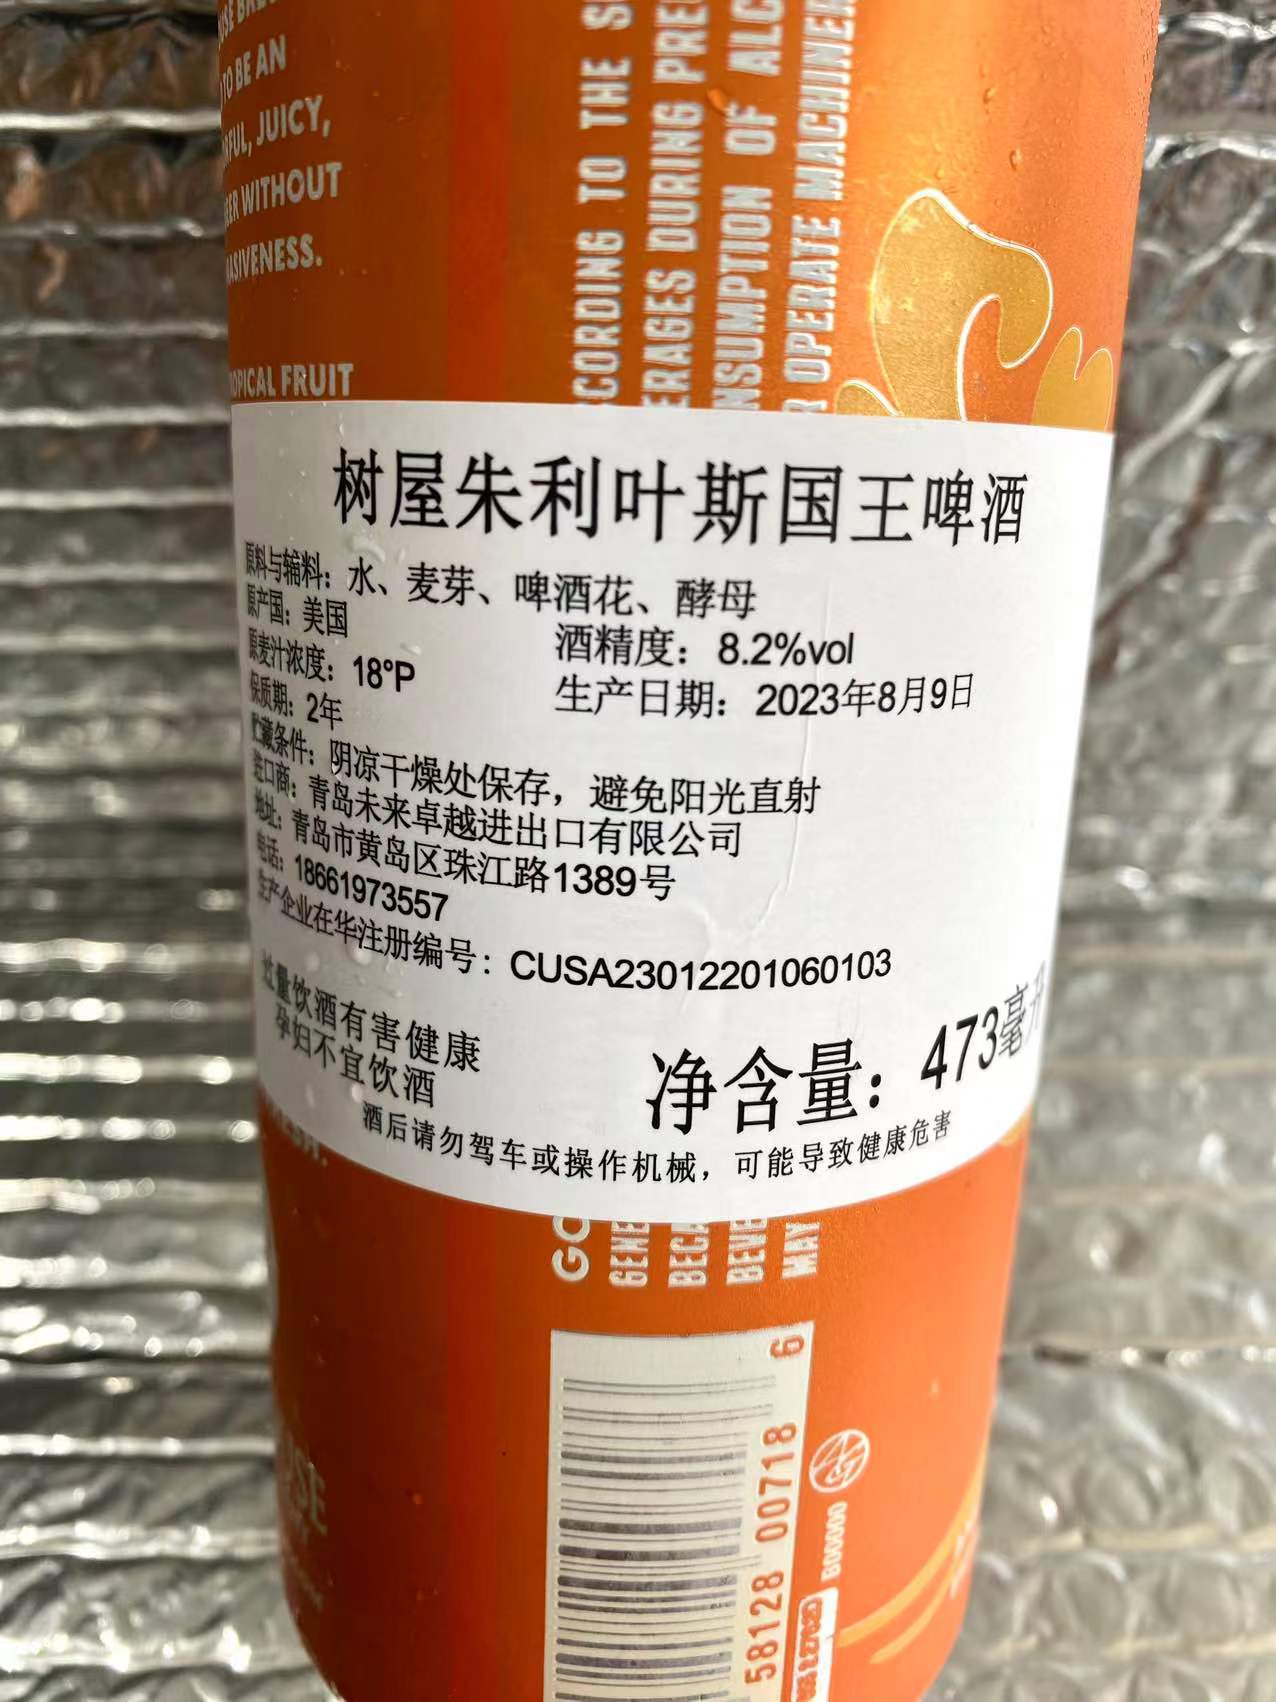 TO BE AN
JUICY,
WITHOUT
FRUIT
CORDING TO THE
DURING
OF
OPERATE
树屋朱利叶斯国王啤酒
原料与辅料：水、麦芽、啤酒花、酵母
原产国：美国
酒精度：8.2%vol
原麦汁浓度：18°P
生产日期：2023年8月9日
保质期：2年
贮藏条件：阴凉干燥处保存，避免阳光直射
进口商：青岛未来卓越进出口有限公司
地址：青岛市黄岛区珠江路1389号
电话：18661973557
生产企业在华注册编号：CUSA23012201060103
过量饮酒有害健康
孕妇不宜饮酒
净含量：473毫升
酒后请勿驾车或操作机械，可能导致健康危害
GO
GENE
BECA
BEVE
MAY
58128 00718 6